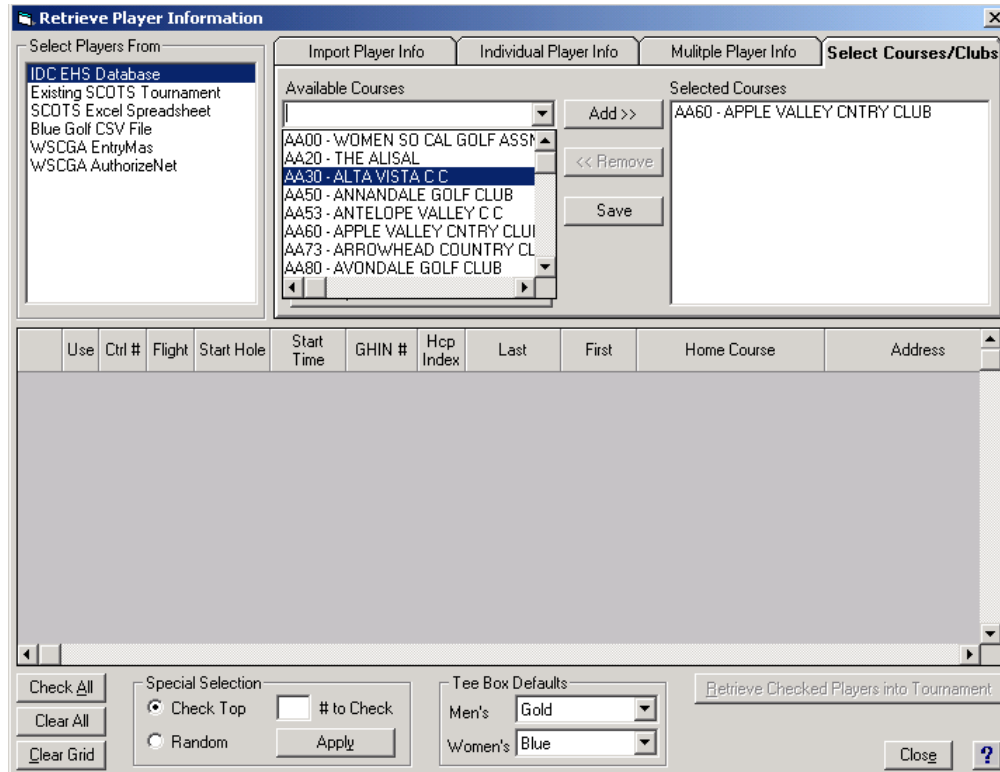 Retrieve Player Information
Select Players From
IDC EHS Database
Existing SCOTS Tournament
SCOTS Excel Spreadsheet
Blue Golf CSV File
WSCGA EntryMas
WSCGA AuthorizeNet
Import Player Info
Individual Player Info
Mulitple Player Info
Select Courses/Clubs
Available Courses
AA00 - WOMEN SO CAL GOLF ASSN
AA20 - THE ALISAL
AA30 - ALTA VISTA C C
AA50 - ANNANDALE GOLF CLUB
AA53 - ANTELOPE VALLEY C C
AA60 - APPLE VALLEY CNTRY CLU
AA73 - ARROWHEAD COUNTRY CL
AA80 - AVONDALE GOLF CLUB
Add >>
<< Remove
Save
Selected Courses
AA60 - APPLE VALLEY CNTRY CLUB
Use
Ctrl #
Flight
Start Hole
Start
Time
GHIN #
Hcp
Index
Last
First
Home Course
Address
Check All
Clear All
Clear Grid
Special Selection
Check Top
# to Check
Random
Apply
Tee Box Defaults
Men's
Gold
Women's
Blue
Retrieve Checked Players into Tournament
Close
?